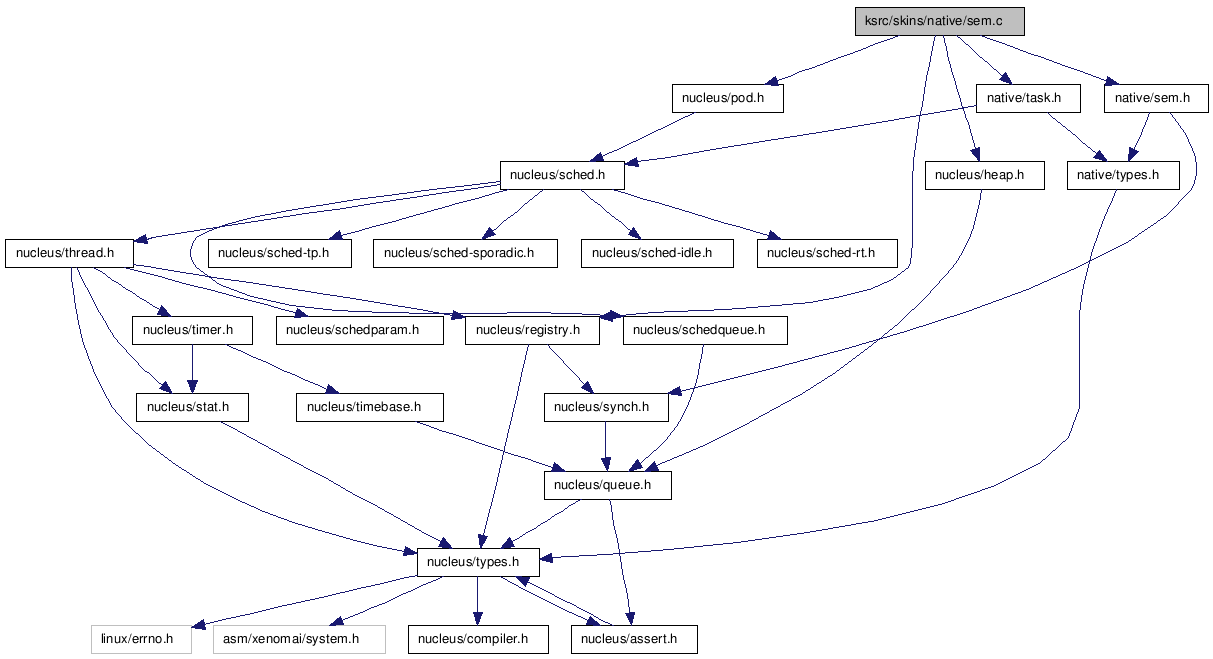 ksrc/skins/native/sem.c
nucleus/pod.h
native/task.h
native/sem.h
nucleus/sched.h
nucleus/heap.h
native/types.h
nucleus/thread.h
nucleus/sched-tp.h
nucleus/sched-sporadic.h
nucleus/sched-idle.h
nucleus/sched-rt.h
nucleus/timer.h
nucleus/schedparam.h
nucleus/registry.h
nucleus/schedqueue.h
nucleus/stat.h
nucleus/timebase.h
nucleus/synch.h
nucleus/queue.h
nucleus/types.h
linux/errno.h
asm/xenomai/system.h
nucleus/compiler.h
nucleus/assert.h